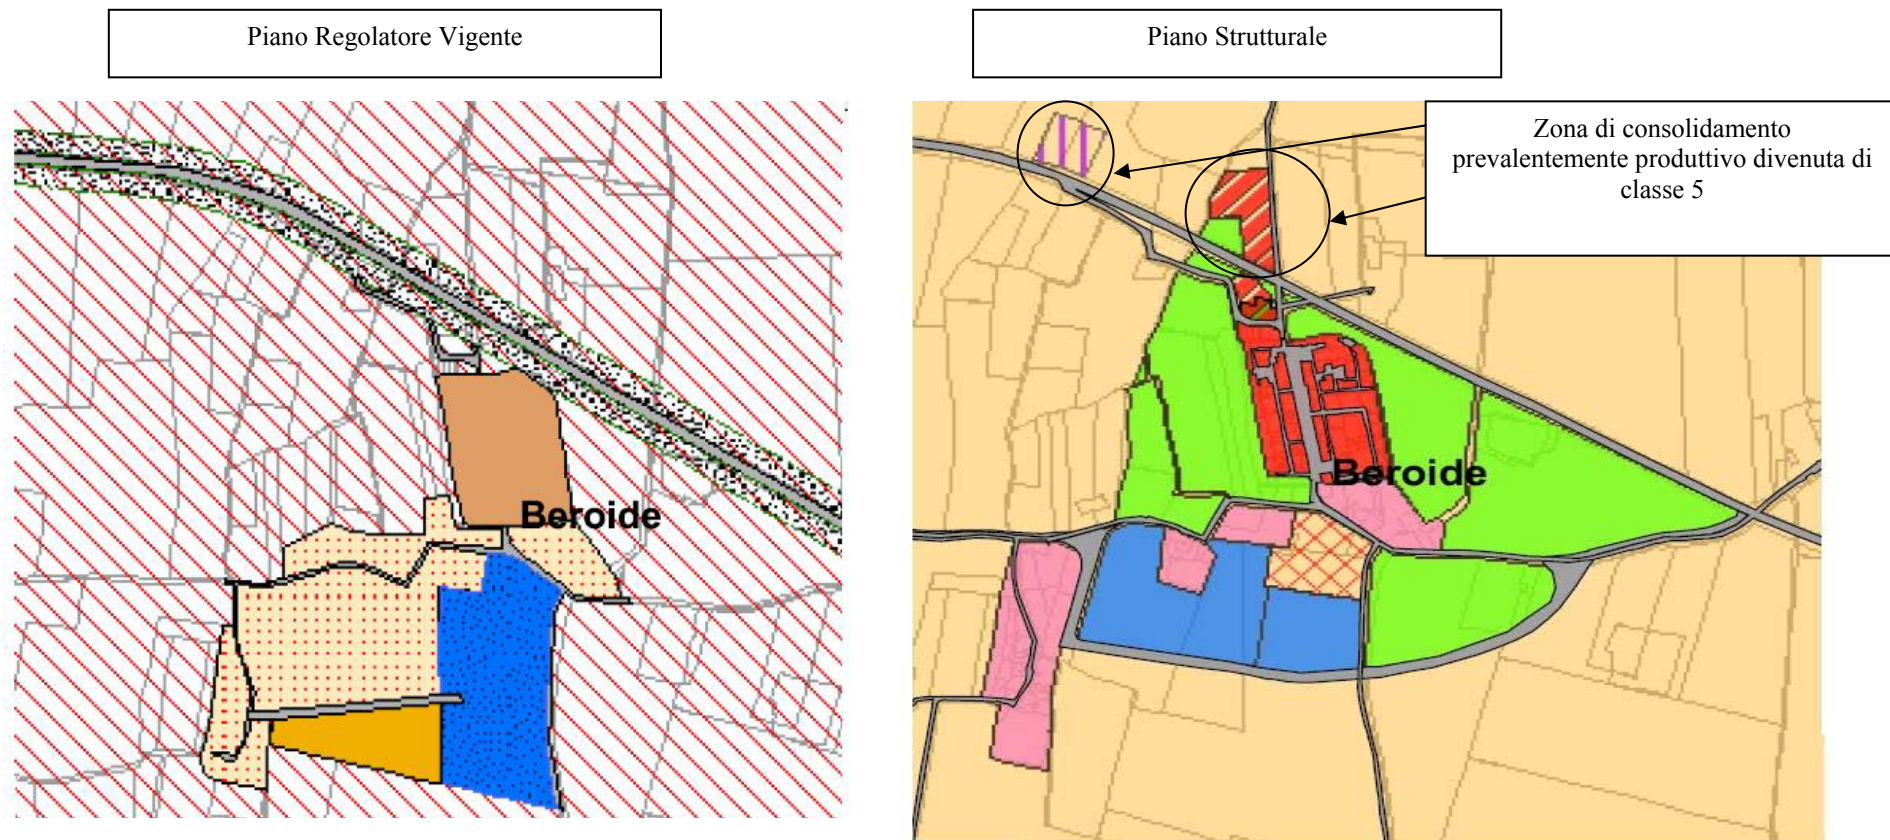 Piano Regolatore Vigente
Piano Strutturale
Zona di consolidamento
prevalentemente produttivo divenuta di
classe 5
Beroide
Beroide